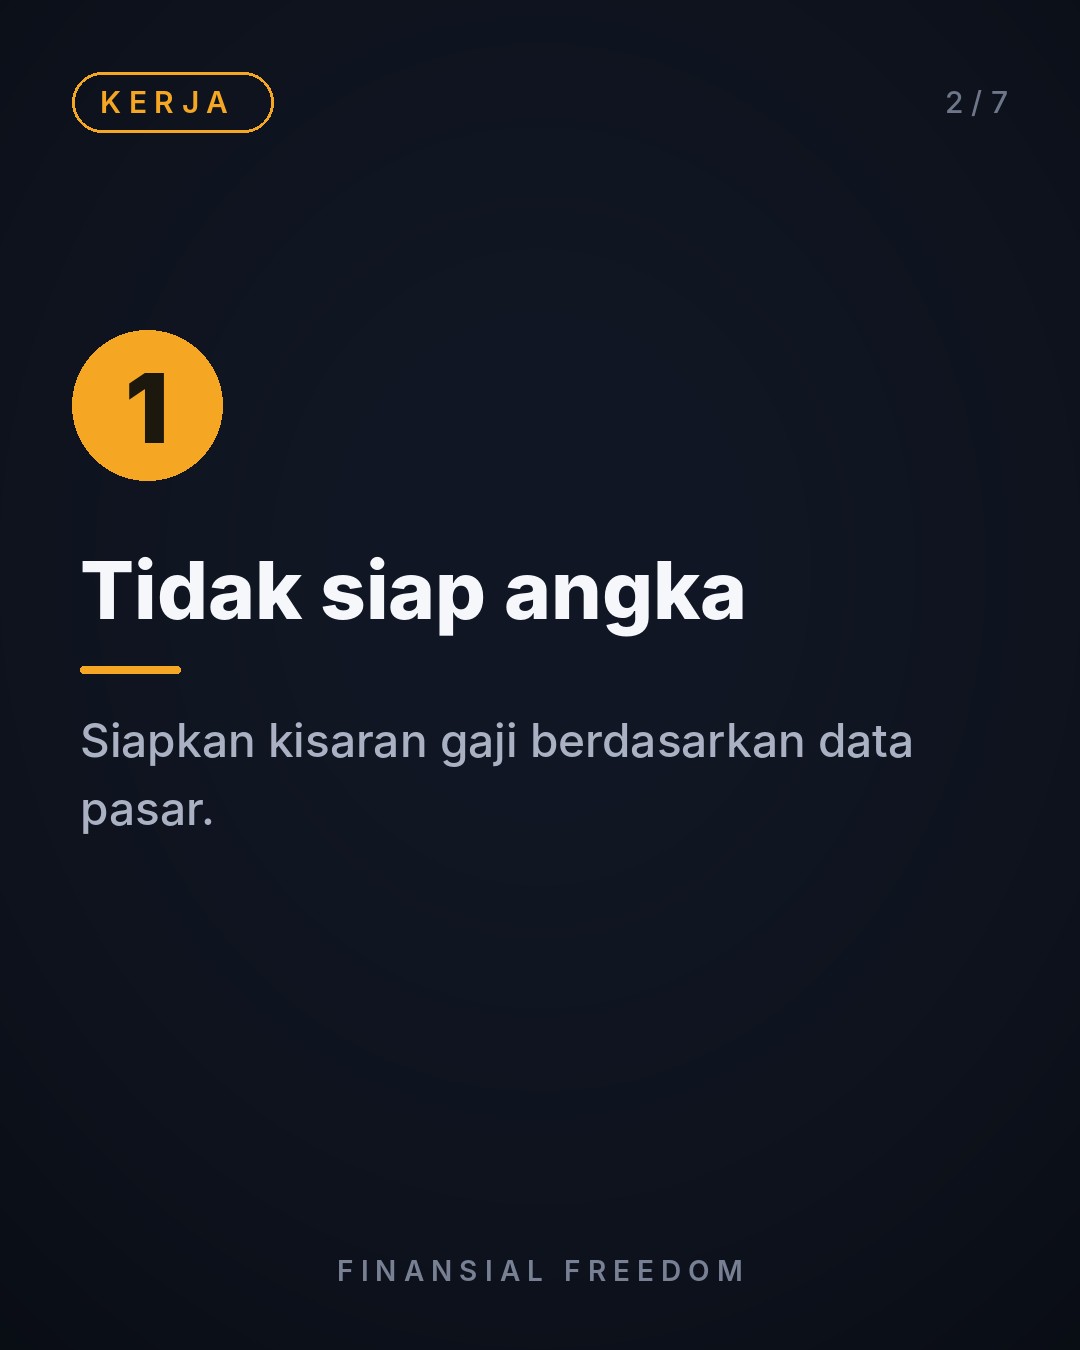 KERJA
2/7
1
Tidak siap angka
Siapkan kisaran gaji berdasarkan data
pasar.
FINANSIAL FREEDOM